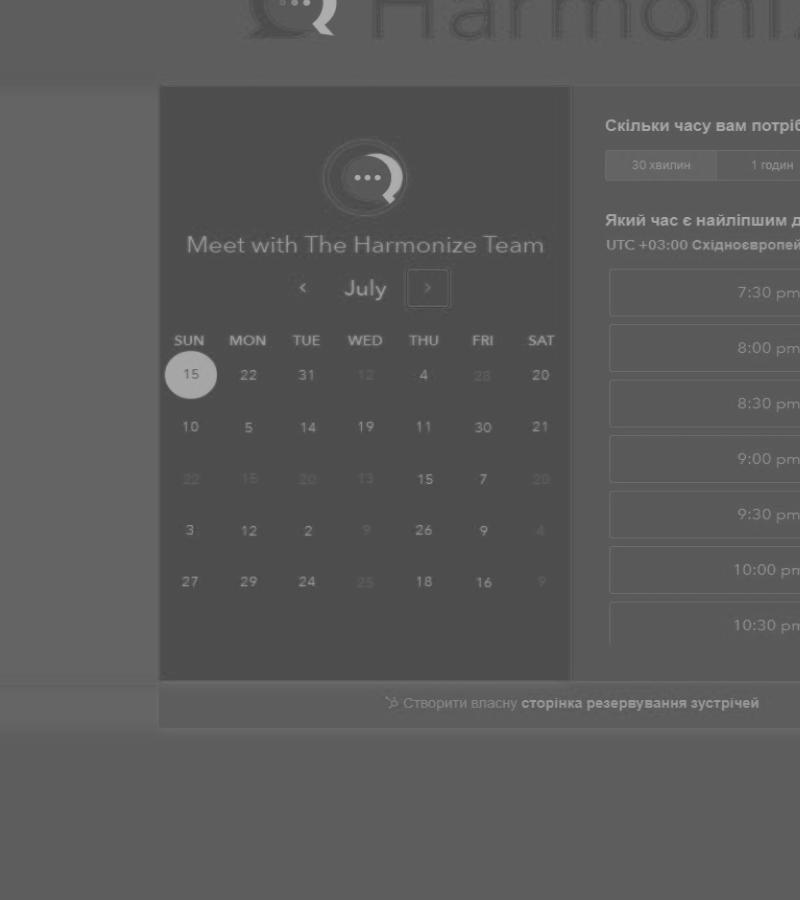 Harmoni
Meet with The Harmonize Team
July
SUN MON TUE WED THU FRI SAT
15 22 31 12 4 28 20
10 5 14 19 11 30 21
22 15 20 13 15 7 20
3 12 2 9 26 9 4
27 29 24 25 18 16 9
Скільки часу вам потріб
30 хвилин 1 годин
Який час є найліпшим д
UTC +03:00 Східноєвропей
7:30 pm
8:00 pm
8:30 pm
9:00 pm
9:30 pm
10:00 pm
10:30 pm
Створити власну сторінка резервування зустрічей